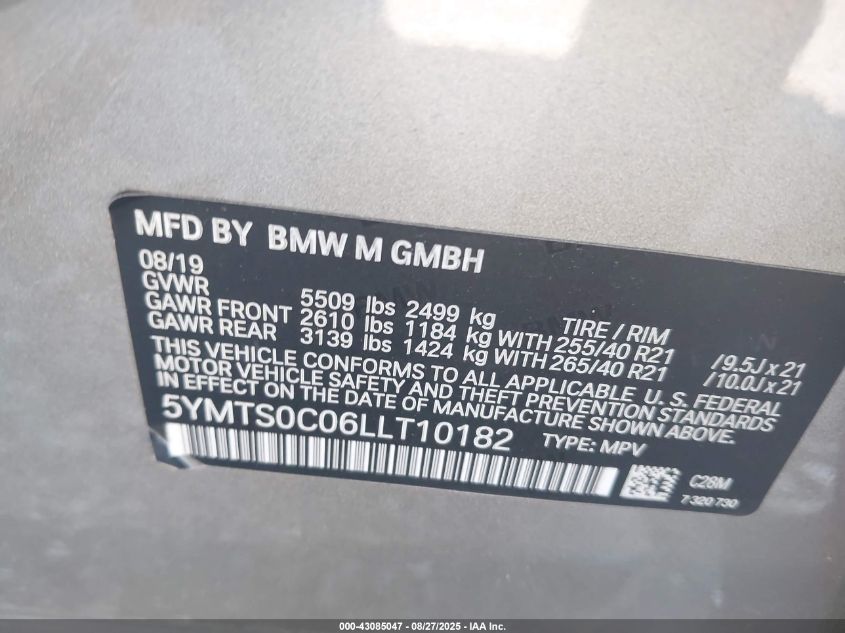 MFD BY BMW M GMBH
08/19
GVWR 5509 lbs 2499 kg TIRE / RIM
GAWR FRONT 2610 lbs 1184 kg WITH 255/40 R21 /9.5J x 21
GAWR REAR 3139 lbs 1424 kg WITH 265/40 R21 /10.0J x 21
THIS VEHICLE CONFORMS TO ALL APPLICABLE U. S. FEDERAL
MOTOR VEHICLE SAFETY AND THEFT PREVENTION STANDARDS
IN EFFECT ON THE DATE OF MANUFACTURE SHOWN ABOVE.
5YMTS0C06LLT10182 TYPE: MPV
C28M
7 320 730
000-43085047 - 08/27/2025 - IAA Inc.